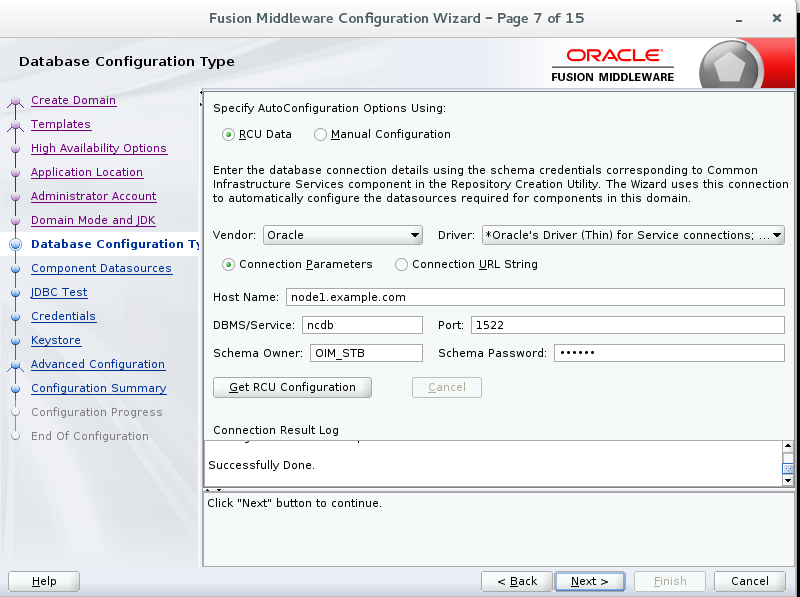 Fusion Middleware Configuration Wizard – Page 7 of 15
Database Configuration Type
ORACLE
FUSION MIDDLEWARE
Create Domain
Templates
High Availability Options
Application Location
Administrator Account
Domain Mode and JDK
Database Configuration Ty
Component Datasources
JDBC Test
Credentials
Keystore
Advanced Configuration
Configuration Summary
Configuration Progress
End Of Configuration
Specify AutoConfiguration Options Using:
RCU Data Manual Configuration
Enter the database connection details using the schema credentials corresponding to Common
Infrastructure Services component in the Repository Creation Utility. The Wizard uses this connection
to automatically configure the datasources required for components in this domain.
Vendor: Oracle Driver: *Oracle's Driver (Thin) for Service connections; ...
Connection Parameters Connection URL String
Host Name: node1.example.com
DBMS/Service: ncdb Port: 1522
Schema Owner: OIM_STB Schema Password: ••••••
Get RCU Configuration Cancel
Connection Result Log
Successfully Done.
Click "Next" button to continue.
Help < Back Next > Finish Cancel